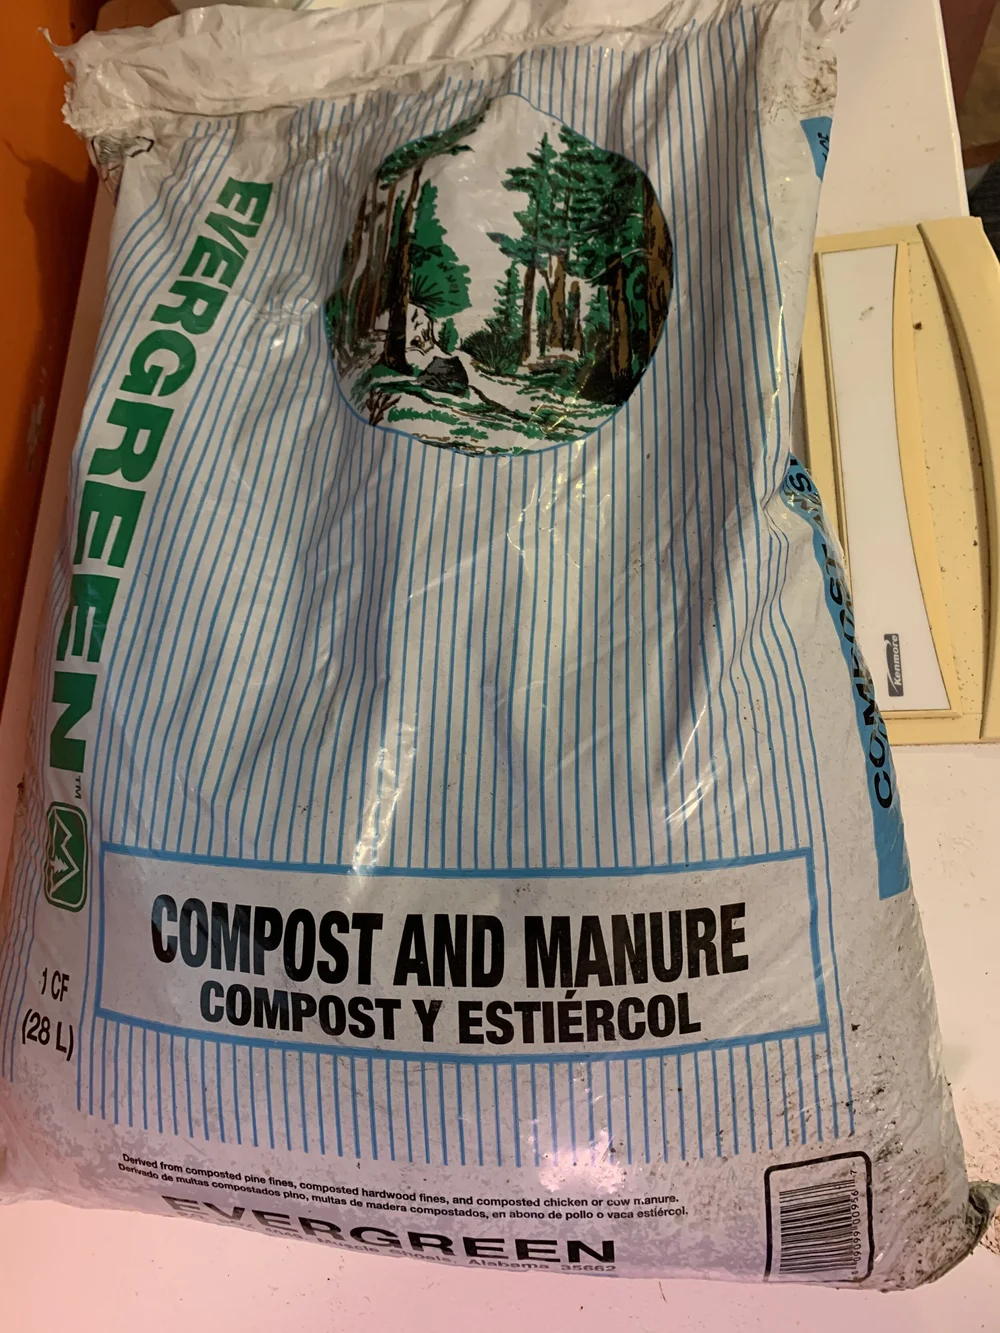 EVERGREEN™
COMPOST
Kenmore
COMPOST AND MANURE
COMPOST Y ESTIÉRCOL
1 CF
(28 L)
Derived from composted pine fines, composted hardwood fines, and composted chicken or cow manure.
Derivado de multas compostados pino, multas de madera compostados, en abono de pollo o vaca estiércol.
EVERGREEN
Shoals, Alabama 35662